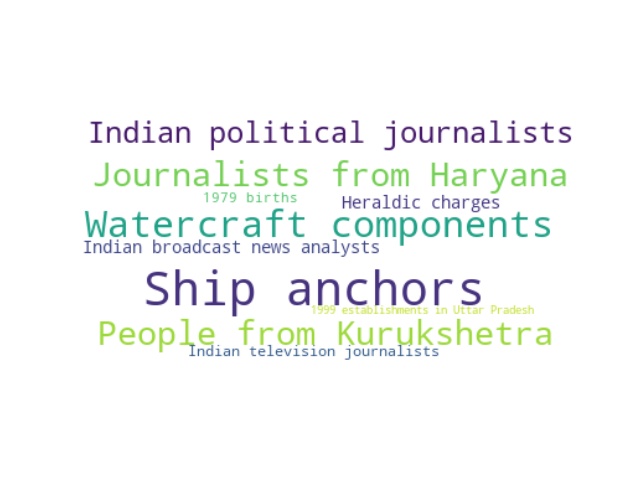 Indian political journalists
Journalists from Haryana
1979 births
Heraldic charges
Watercraft components
Indian broadcast news analysts
Ship anchors
1999 establishments in Uttar Pradesh
People from Kurukshetra
Indian television journalists